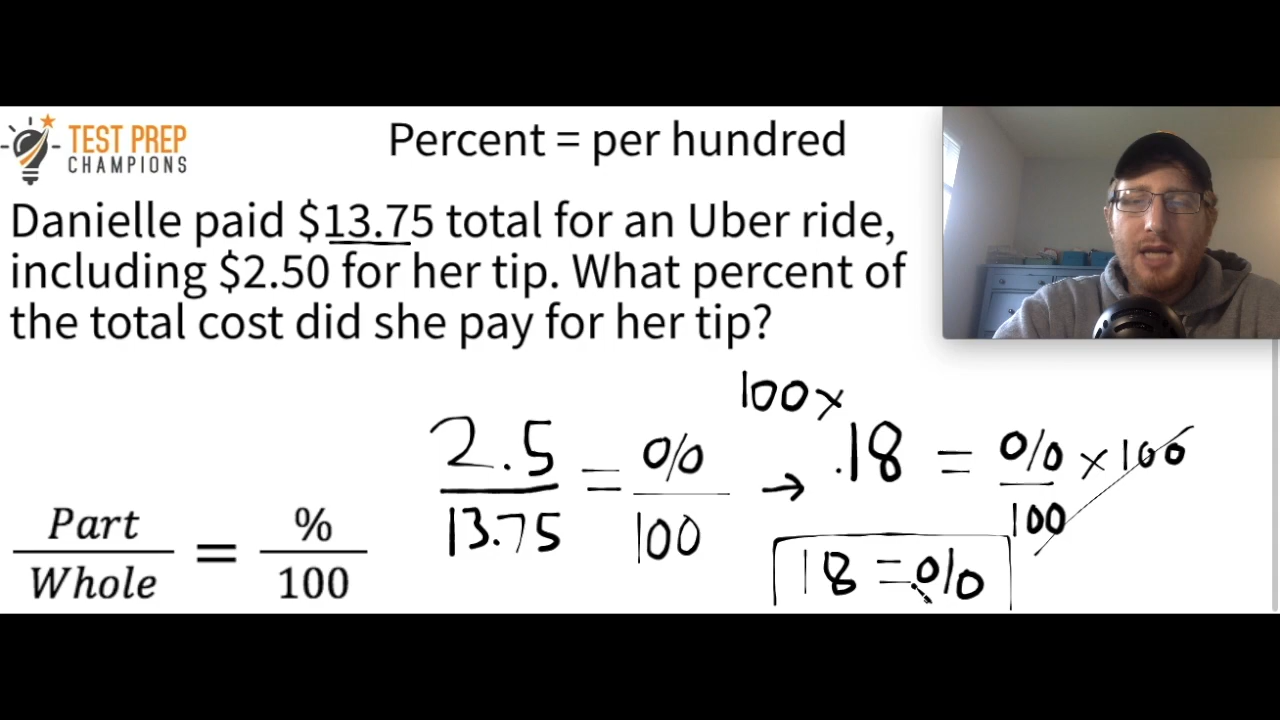 TEST PREP
CHAMPIONS
Percent = per hundred
Danielle paid $13.75 total for an Uber ride,
including $2.50 for her tip. What percent of
the total cost did she pay for her tip?
Part/Whole = %/100
2.5/13.75 = %/100 → 100 x .18 = %/100 x 100
18 = %